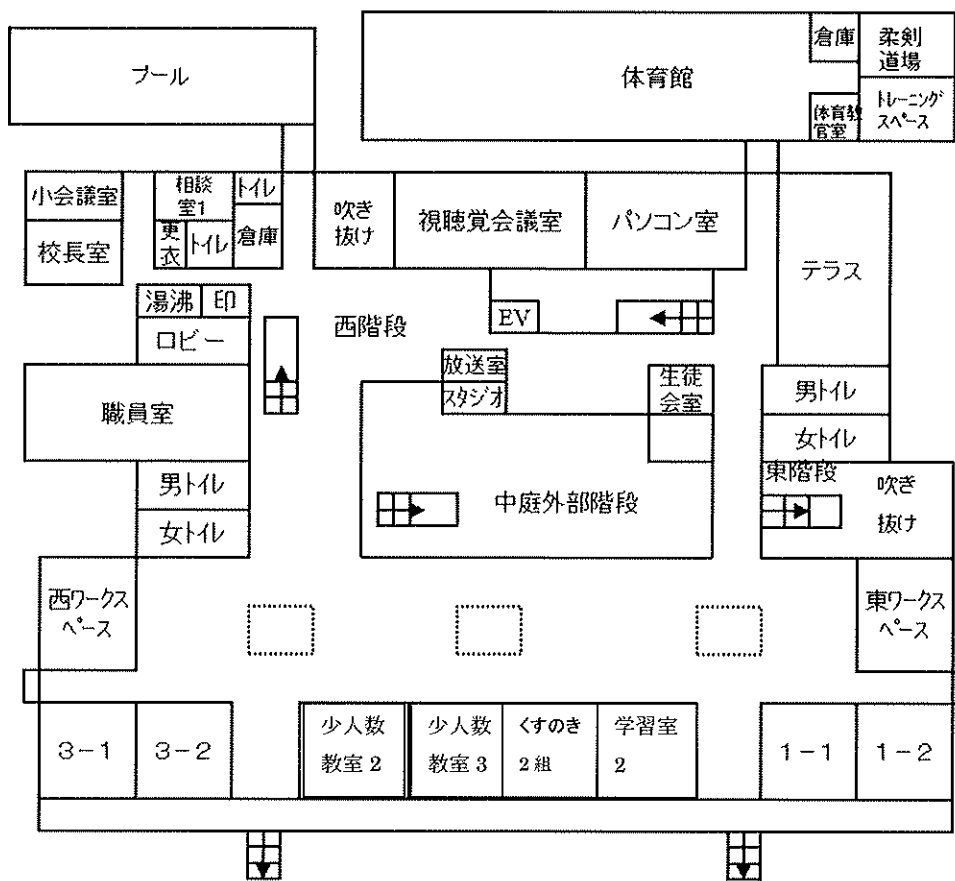 プール
体育館
倉庫
柔剣
道場
体育教
官室
トレーニング
スペース
小会議室
校長室
相談
室1
トイレ
更
衣
トイレ
倉庫
吹き
抜け
視聴覚会議室
パソコン室
テラス
湯沸
印
ロビー
西階段
EV
放送室
スタジオ
生徒
会室
職員室
男トイレ
女トイレ
男トイレ
女トイレ
東階段
吹き
抜け
中庭外部階段
西ワークス
ペース
東ワークス
ペース
3-1
3-2
少人数
教室2
少人数
教室3
くすのき
2組
学習室
2
1-1
1-2